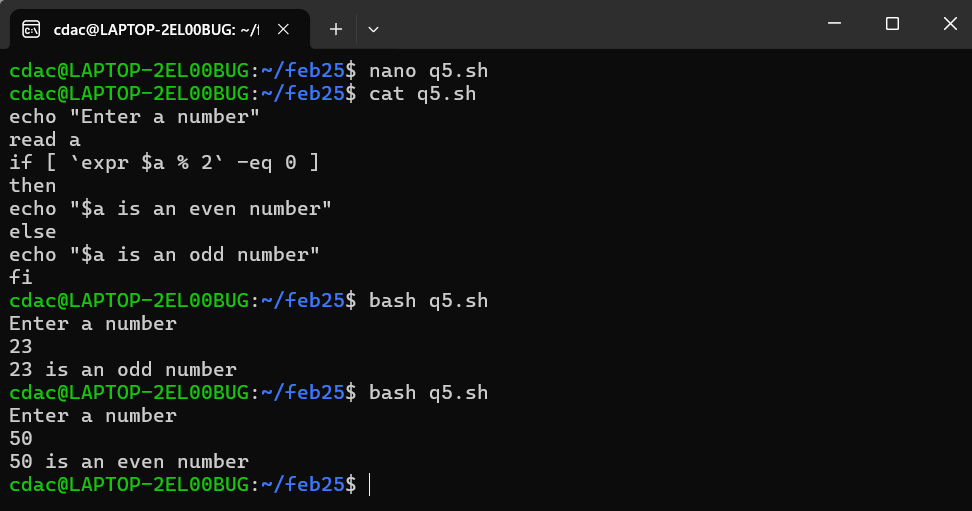 cdac@LAPTOP-2EL00BUG: ~/f
cdac@LAPTOP-2EL00BUG:~/feb25$ nano q5.sh
cdac@LAPTOP-2EL00BUG:~/feb25$ cat q5.sh
echo "Enter a number"
read a
if [ `expr $a % 2` -eq 0 ]
then
echo "$a is an even number"
else
echo "$a is an odd number"
fi
cdac@LAPTOP-2EL00BUG:~/feb25$ bash q5.sh
Enter a number
23
23 is an odd number
cdac@LAPTOP-2EL00BUG:~/feb25$ bash q5.sh
Enter a number
50
50 is an even number
cdac@LAPTOP-2EL00BUG:~/feb25$